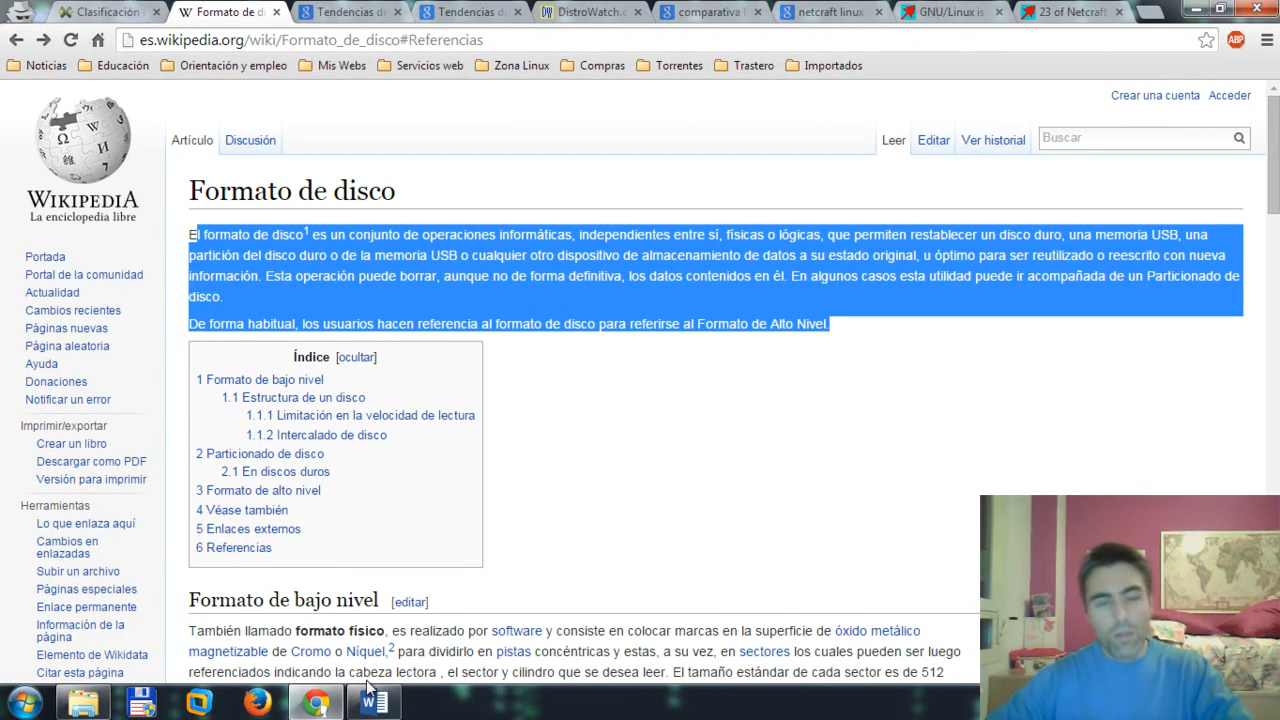 Clasificación
Formato de di
Tendencias de
Tendencias de
DistroWatch.c
comparativa
netcraft linux
GNU/Linux is
23 of Netcraft
es.wikipedia.org/wiki/Formato_de_disco#Referencias
ABP
Noticias Educación Orientación y empleo Mis Webs Servicios web Zona Linux Compras Torrentes Trastero Importados
Crear una cuenta Acceder
Artículo Discusión Leer Editar Ver historial Buscar
WIKIPEDIA
La enciclopedia libre
Portada
Portal de la comunidad
Actualidad
Cambios recientes
Páginas nuevas
Página aleatoria
Ayuda
Donaciones
Notificar un error
Imprimir/exportar
Crear un libro
Descargar como PDF
Versión para imprimir
Herramientas
Lo que enlaza aquí
Cambios en
enlazadas
Subir un archivo
Páginas especiales
Enlace permanente
Información de la
página
Elemento de Wikidata
Citar esta página
Formato de disco
El formato de disco1 es un conjunto de operaciones informáticas, independientes entre sí, físicas o lógicas, que permiten restablecer un disco duro, una memoria USB, una
partición del disco duro o de la memoria USB o cualquier otro dispositivo de almacenamiento de datos a su estado original, u óptimo para ser reutilizado o reescrito con nueva
información. Esta operación puede borrar, aunque no de forma definitiva, los datos contenidos en él. En algunos casos esta utilidad puede ir acompañada de un Particionado de
disco.
De forma habitual, los usuarios hacen referencia al formato de disco para referirse al Formato de Alto Nivel.
Índice [ocultar]
1 Formato de bajo nivel
1.1 Estructura de un disco
1.1.1 Limitación en la velocidad de lectura
1.1.2 Intercalado de disco
2 Particionado de disco
2.1 En discos duros
3 Formato de alto nivel
4 Véase también
5 Enlaces externos
6 Referencias
Formato de bajo nivel [editar]
También llamado formato físico, es realizado por software y consiste en colocar marcas en la superficie de óxido metálico
magnetizable de Cromo o Níquel,2 para dividirlo en pistas concéntricas y estas, a su vez, en sectores los cuales pueden ser luego
referenciados indicando la cabeza lectora , el sector y cilindro que se desea leer. El tamaño estándar de cada sector es de 512